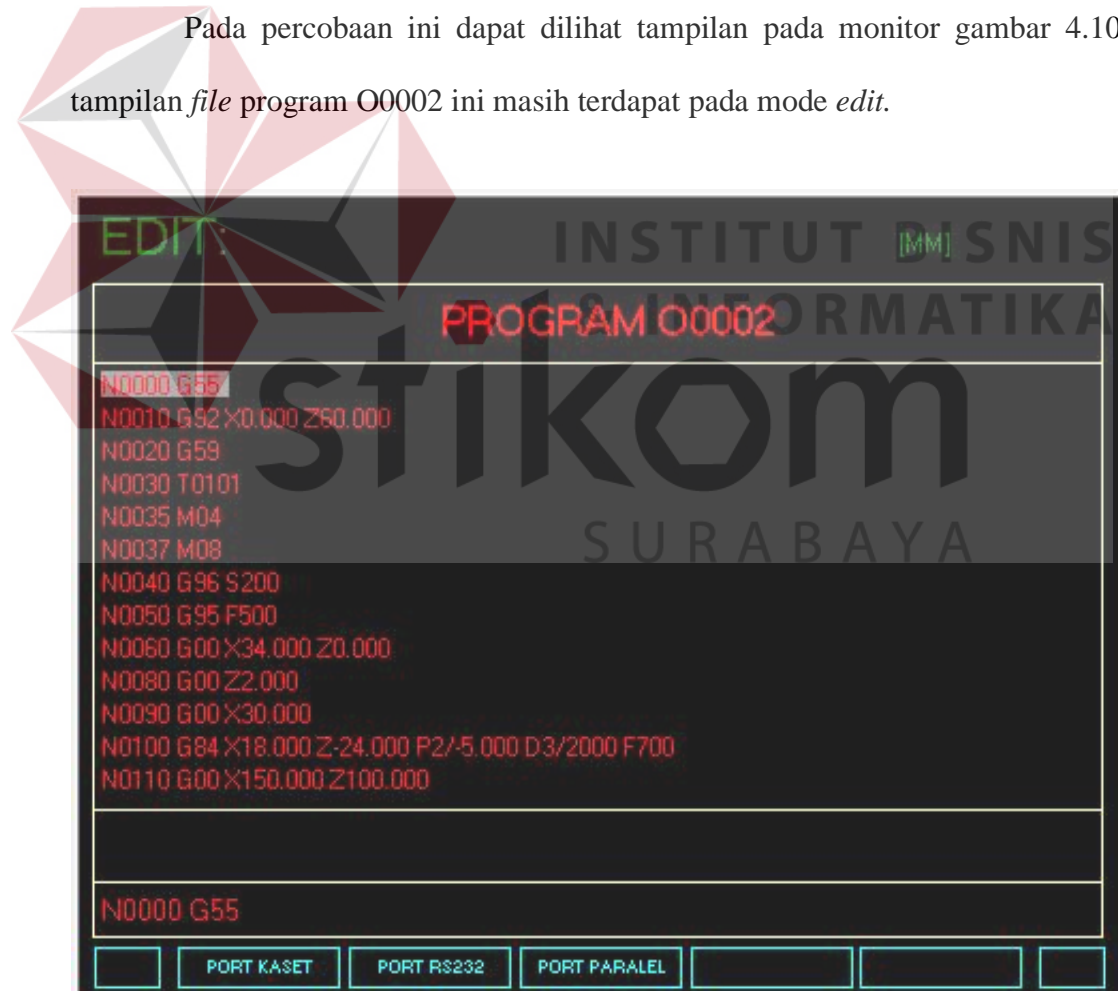 Pada percobaan ini dapat dilihat tampilan pada monitor gambar 4.10
tampilan file program O0002 ini masih terdapat pada mode edit.
INSTITUT BISNIS
& INFORMATIKA
stikom
SURABAYA
EDIT:
[MM]
PROGRAM O0002
N0000 G55
N0010 G92 X0.000 Z60.000
N0020 G59
N0030 T0101
N0035 M04
N0037 M08
N0040 G96 S200
N0050 G95 F500
N0060 G00 X34.000 Z0.000
N0080 G00 Z2.000
N0090 G00 X30.000
N0100 G84 X18.000 Z-24.000 P2/-5.000 D3/2000 F700
N0110 G00 X150.000 Z100.000
N0000 G55
PORT KASET
PORT RS232
PORT PARALEL